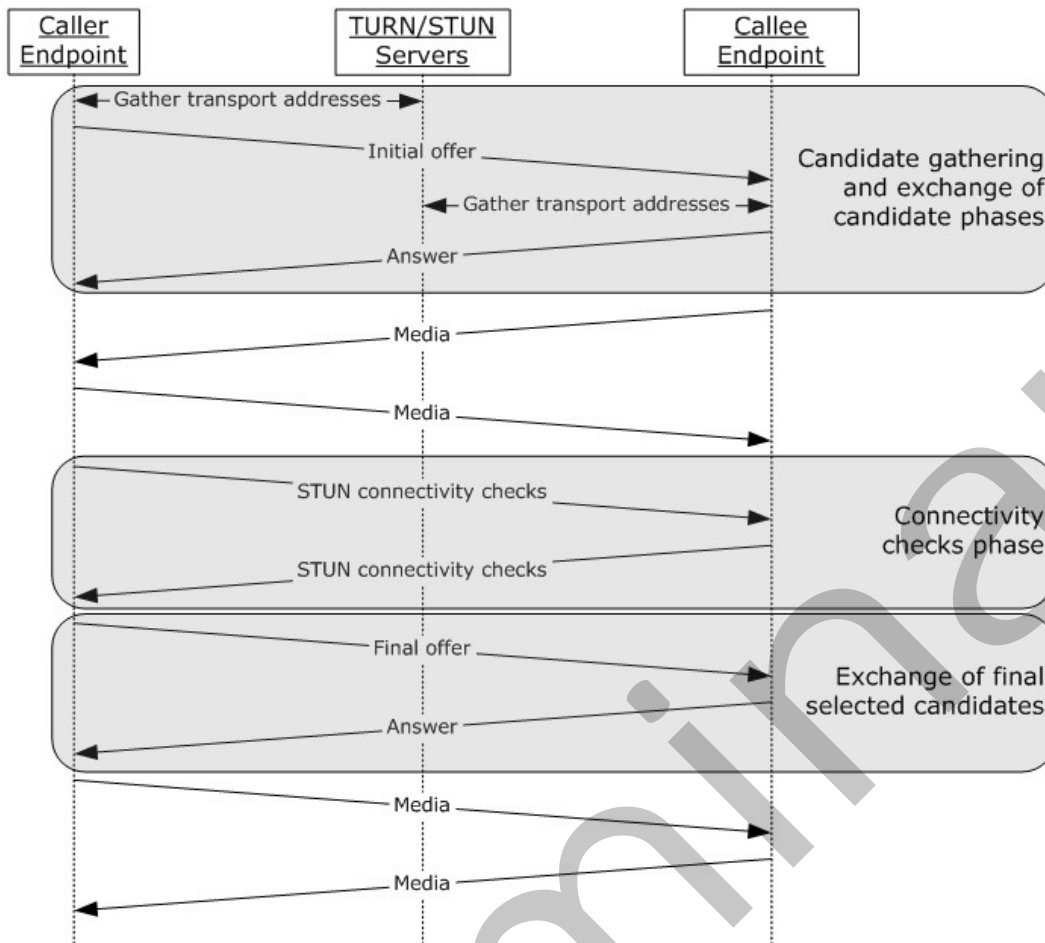 Caller
Endpoint
TURN/STUN
Servers
Callee
Endpoint
Gather transport addresses
Initial offer
Candidate gathering
and exchange of
candidate phases
Gather transport addresses
Answer
Media
Media
STUN connectivity checks
Connectivity
checks phase
STUN connectivity checks
Final offer
Exchange of final
selected candidates
Answer
Media
Media
mina